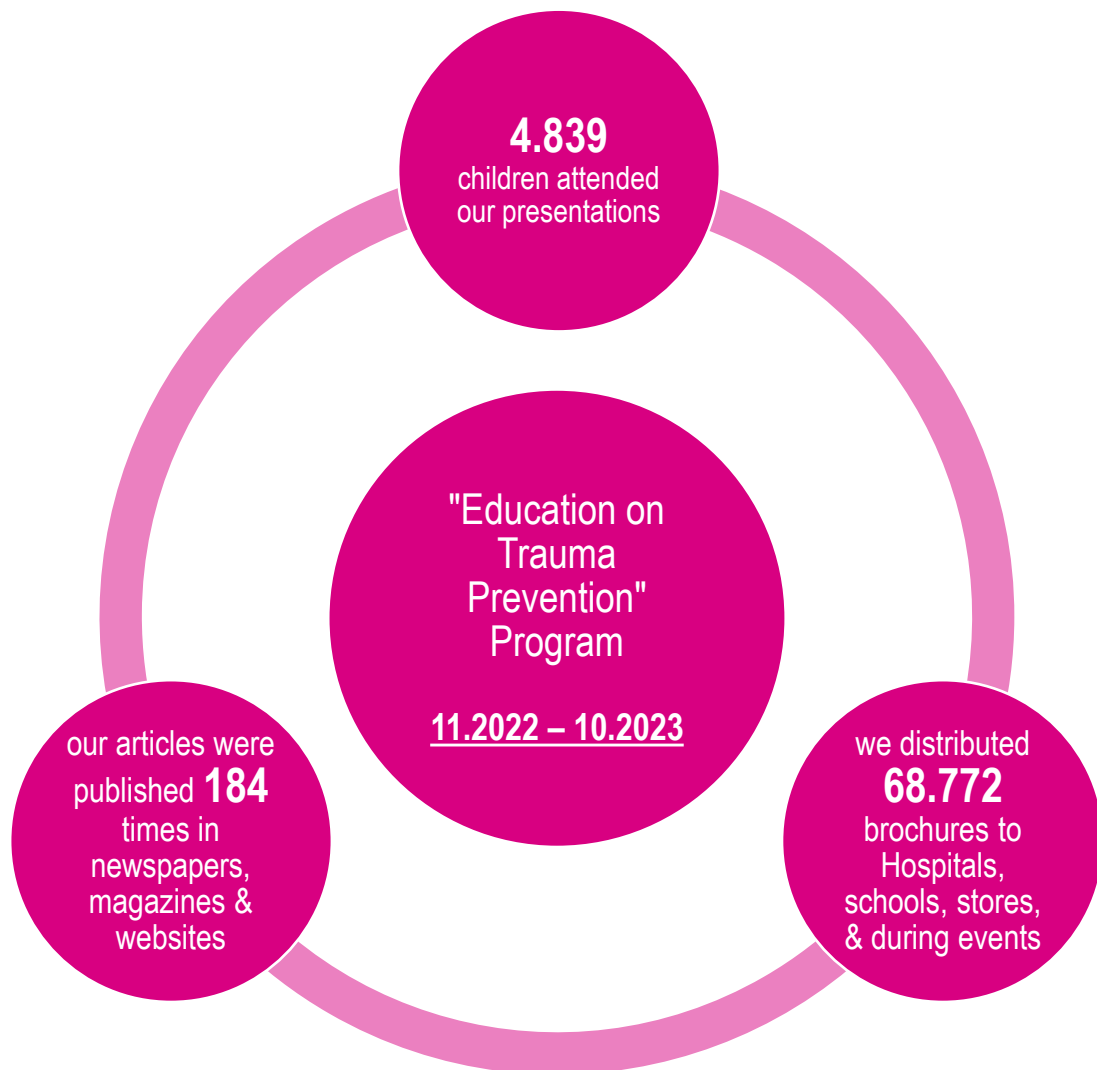 4.839
children attended
our presentations
"Education on
Trauma
Prevention"
Program
11.2022 – 10.2023
our articles were
published 184
times in
newspapers,
magazines &
websites
we distributed
68.772
brochures to
Hospitals,
schools, stores,
& during events